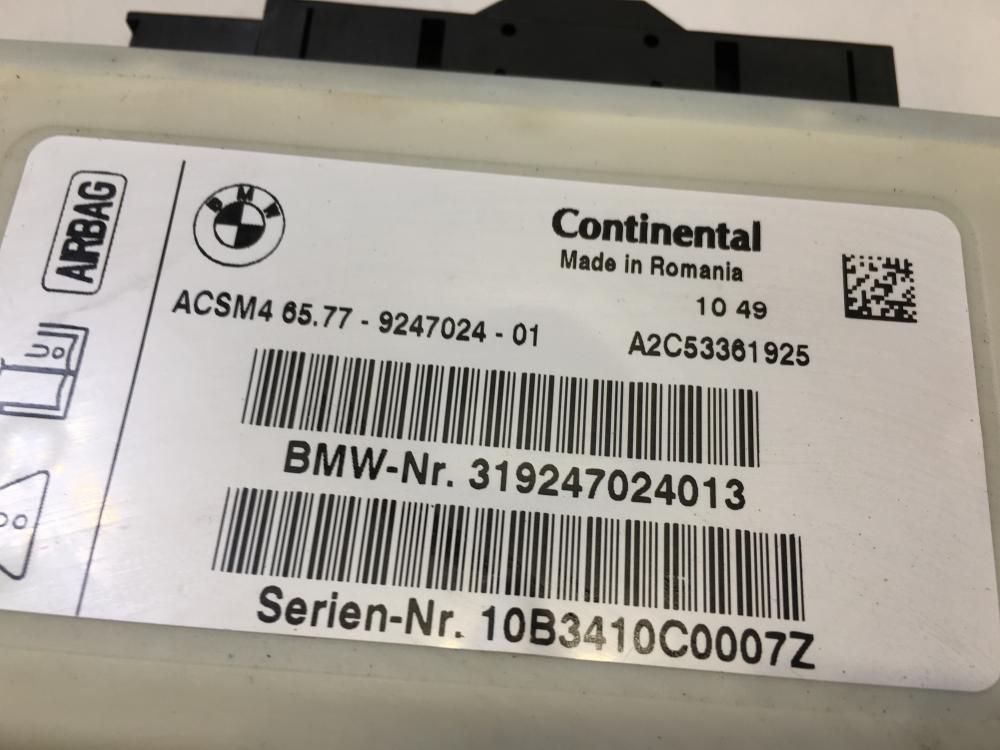 AIRBAG
BMW
Continental
Made in Romania
10 49
ACSM4 65.77 - 9247024 - 01
A2C53361925
BMW-Nr. 319247024013
Serien-Nr. 10B3410C0007Z